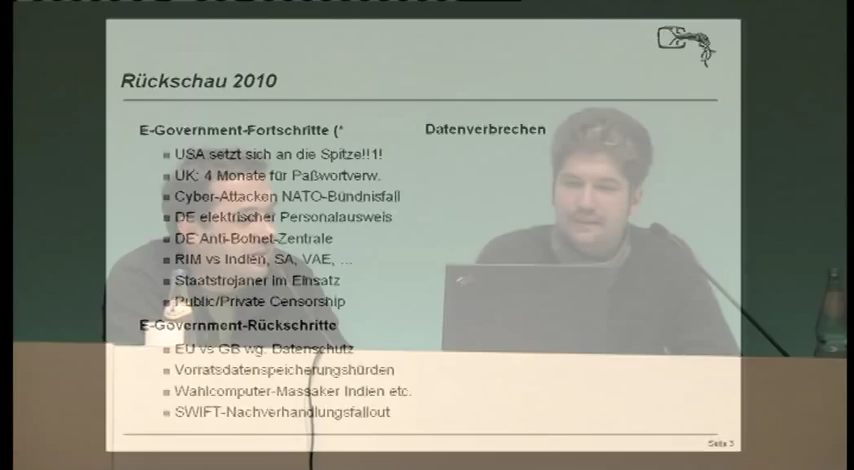 Rückschau 2010
E-Government-Fortschritte (*
USA setzt sich an die Spitze!!1!
UK: 4 Monate für Paßwortverw.
Cyber-Attacken NATO-Bündnisfall
DE elektrischer Personalausweis
DE Anti-Botnet-Zentrale
RIM vs Indien, SA, VAE, ...
Staatstrojaner im Einsatz
Public/Private Censorship
E-Government-Rückschritte
EU vs GB wg. Datenschutz
Vorratsdatenspeicherungshürden
Wahlcomputer-Massaker Indien etc.
SWIFT-Nachverhandlungsfallout
Datenverbrechen
Seite 3